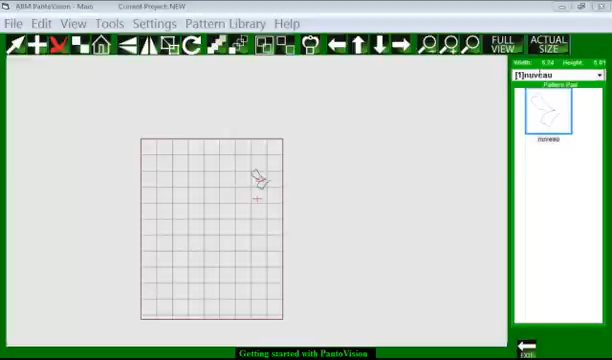 ABM PantoVision - Main Current Project: NEW
File Edit View Tools Settings Pattern Library Help
FULL VIEW ACTUAL SIZE
Width: Height:
[1]nuveau
Pattern Pad
nuveau
EXIT
Getting started with PantoVision